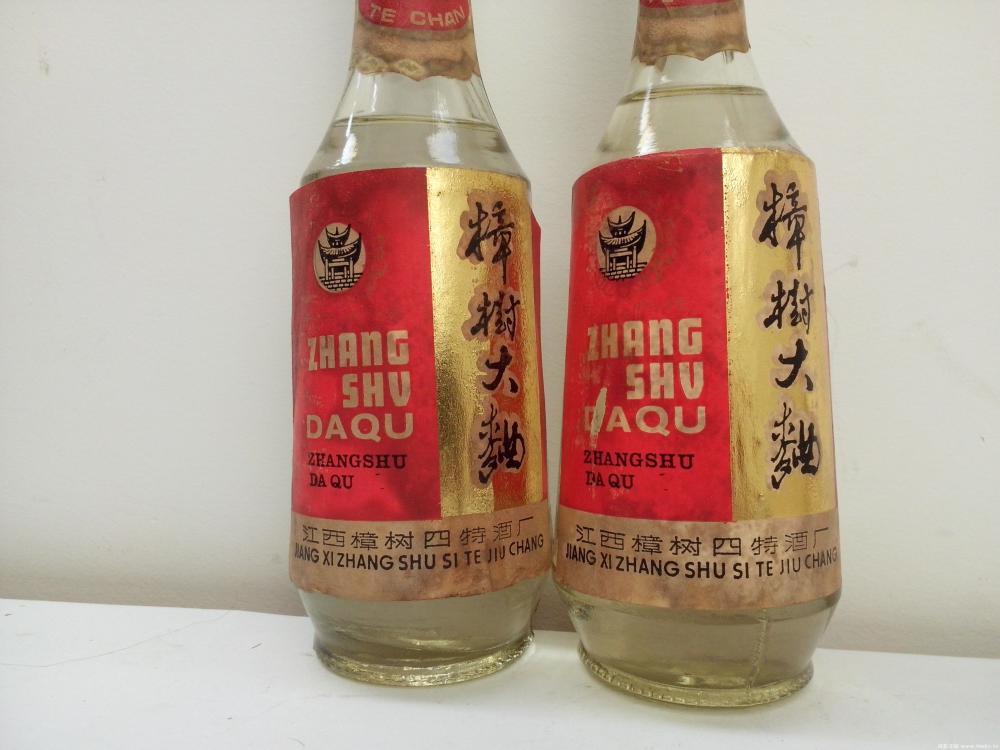 TE CHAN
ZHANG
SHU
DAQU
ZHANGSHU
DA QU
樟樹大麯
江西樟树四特酒厂
JIANG XI ZHANG SHU SI TE JIU CHANG
ZHANG
SHU
DAQU
ZHANGSHU
DA QU
樟樹大麯
江西樟树四特酒厂
JIANG XI ZHANG SHU SI TE JIU CHANG